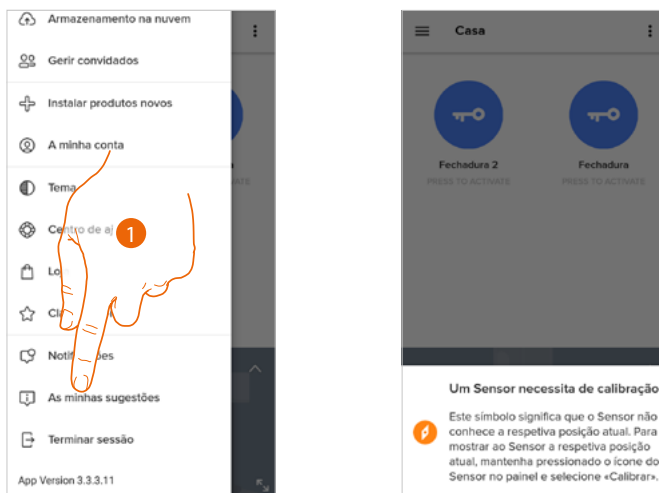 Armazenamento na nuvem
Gerir convidados
Instalar produtos novos
A minha conta
Tema
Centro de aj
1
As minhas sugestões
Terminar sessão
App Version 3.3.3.11
Casa
Fechadura 2
PRESS TO ACTIVATE
Fechadura
PRESS TO ACTIVATE
Um Sensor necessita de calibração
Este símbolo significa que o Sensor não
conhece a respetiva posição atual. Para
mostrar ao Sensor a respetiva posição
atual, mantenha pressionado o ícone do
Sensor no painel e selecione «Calibrar».